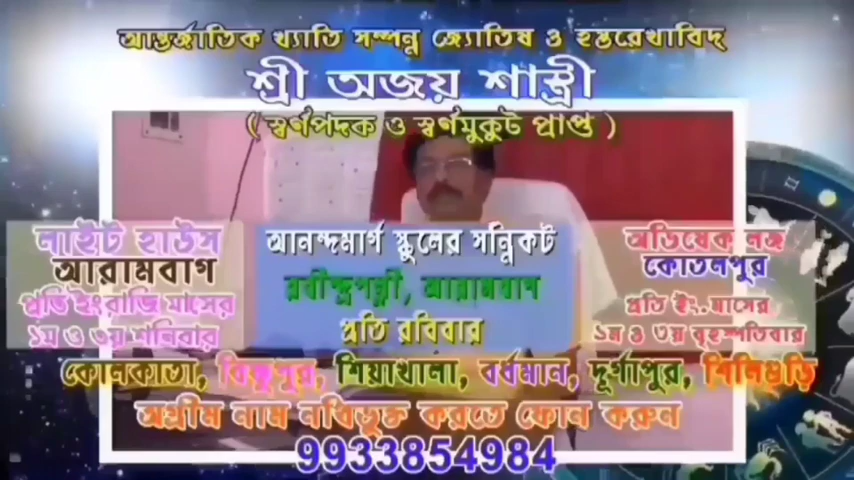 আন্তর্জাতিক খ্যাতি সম্পন্ন জ্যোতিষ ও হস্তরেখাবিদ্
শ্রী অজয় শাস্ত্রী
( স্বর্ণপদক ও স্বর্ণমুকুট প্রাপ্ত )
লাইট হাউস
আরামবাগ
প্রতি ইংরাজি মাসের
১ম ও ৩য় শনিবার
আনন্দমার্গ স্কুলের সন্নিকট
রবীন্দ্রপল্লী, আরামবাগ
প্রতি রবিবার
অভিষেক লজ
কোতলপুর
প্রতি ইং.মাসের
১ম ও ৩য় বৃহস্পতিবার
কোলকাতা, বিষ্ণুপুর, শিয়াখালা, বর্ধমান, দূর্গাপুর, শিলিগুড়ি
অগ্রীম নাম নথিভুক্ত করতে ফোন করুন
9933854984